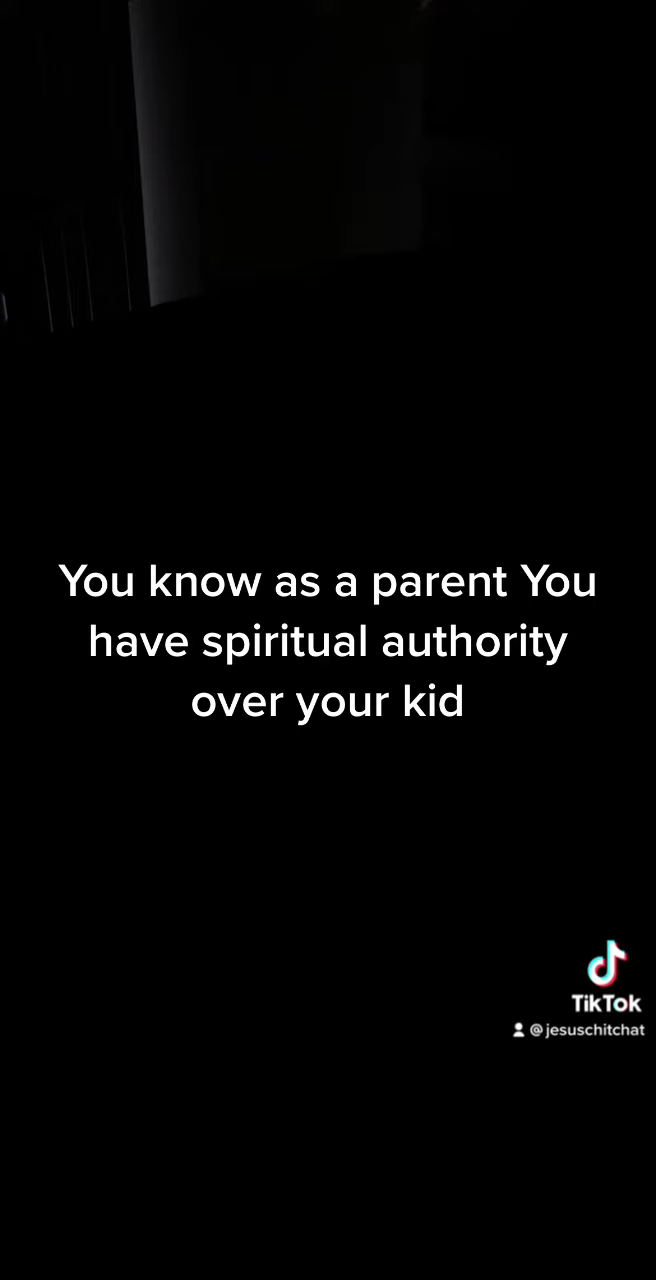 You know as a parent You
have spiritual authority
over your kid
TikTok
@jesuschitchat